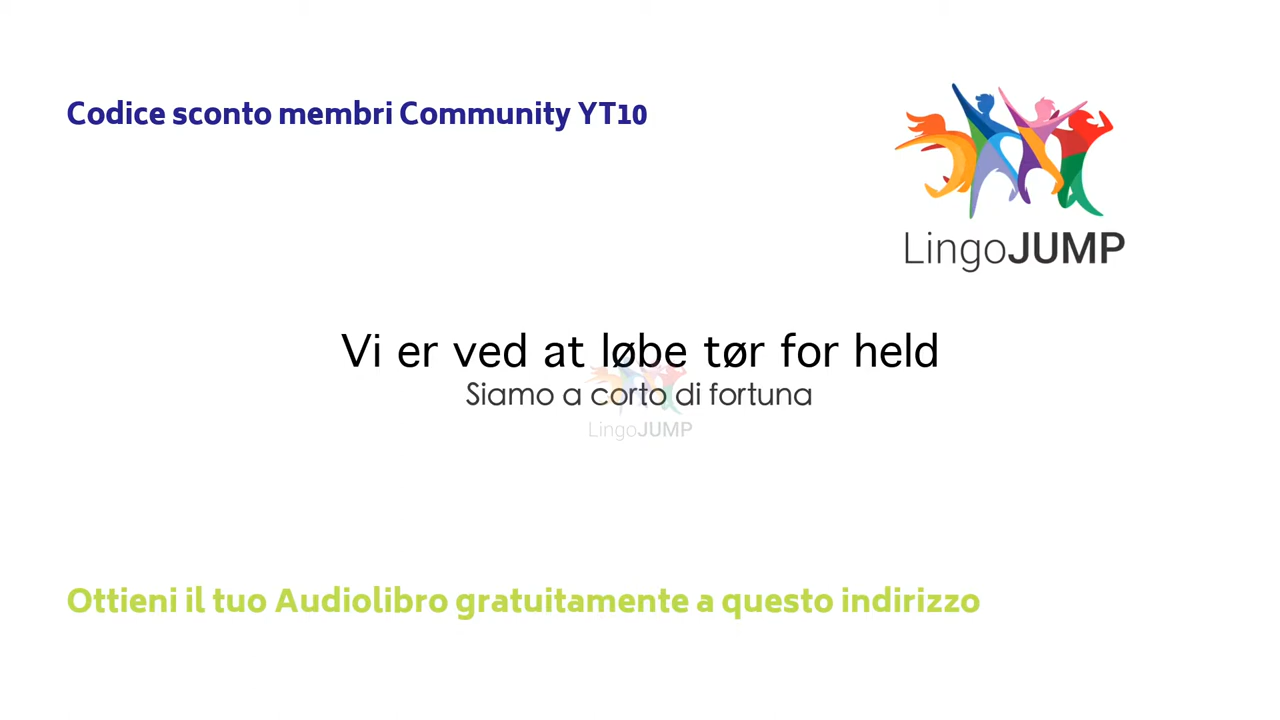 Codice sconto membri Community YT10
LingoJUMP
Vi er ved at løbe tør for held
Siamo a corto di fortuna
LingoJUMP
Ottieni il tuo Audiolibro gratuitamente a questo indirizzo